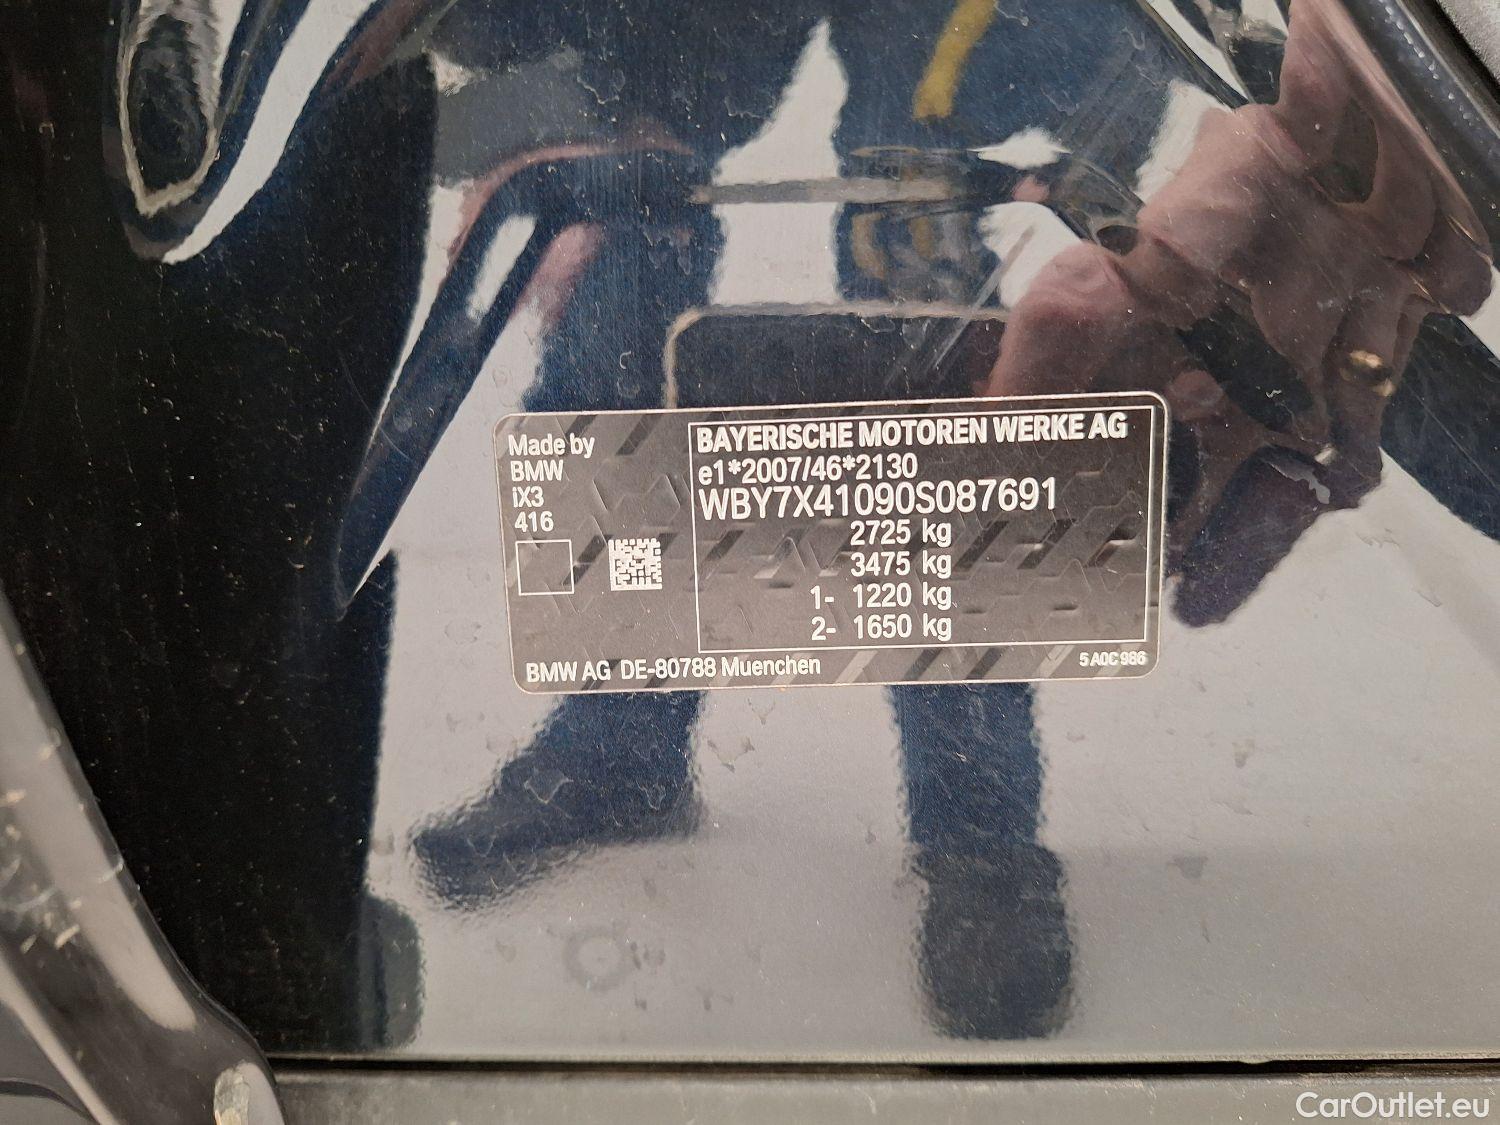 Made by
BMW
iX3
416
BAYERISCHE MOTOREN WERKE AG
e1*2007/46*2130
WBY7X41090S087691
2725 kg
3475 kg
1- 1220 kg
2- 1650 kg
BMW AG DE-80788 Muenchen
5 A0C 986
CarOutlet.eu